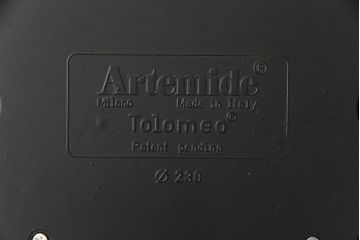 Artemide®
Milano Made in Italy
Tolomeo®
Patent pending
Ø 230